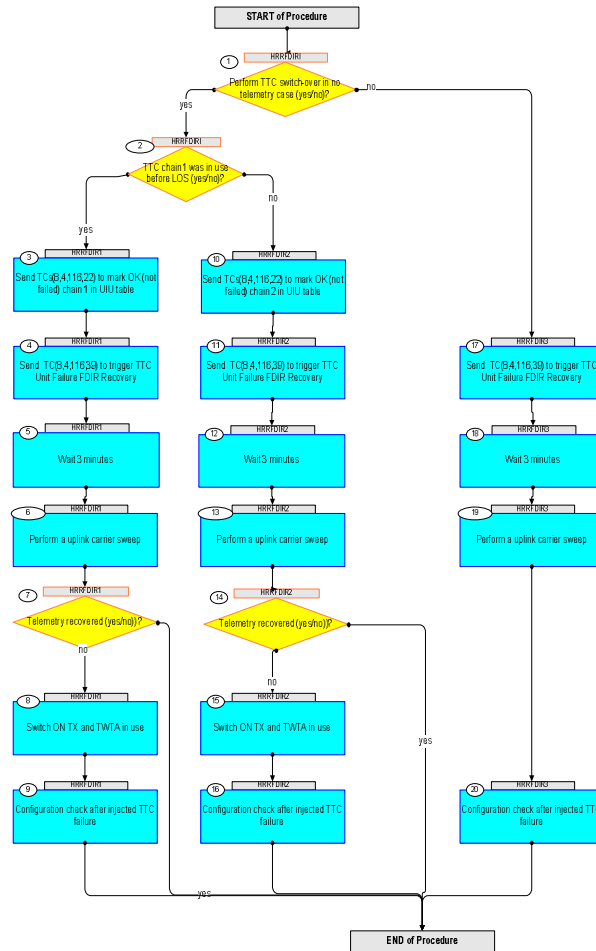 START of Procedure
HRRFDIRI
1
Perform TTC switch-over in no
telemetry case (yes/no)?
no
yes
HRRFDIRI
2
TTC chain1 was in use
before LOS (yes/no)?
no
yes
HRRFDIR1
3
Send TCs(8,4,116,22) to mark OK (not
failed) chain 1 in UIU table
HRRFDIR2
10
Send TCs(8,4,116,22) to mark OK (not
failed) chain 2 in UIU table
HRRFDIR1
4
Send TC(8,4,116,39) to trigger TTC
Unit Failure FDIR Recovery
HRRFDIR2
11
Send TC(8,4,116,39) to trigger TTC
Unit Failure FDIR Recovery
HRRFDIR3
17
Send TC(8,4,116,39) to trigger TTC
Unit Failure FDIR Recovery
HRRFDIR1
5
Wait 3 minutes
HRRFDIR2
12
Wait 3 minutes
HRRFDIR3
18
Wait 3 minutes
HRRFDIR1
6
Perform a uplink carrier sweep
HRRFDIR2
13
Perform a uplink carrier sweep
HRRFDIR3
19
Perform a uplink carrier sweep
HRRFDIR1
7
Telemetry recovered (yes/no))?
no
HRRFDIR2
14
Telemetry recovered (yes/no))?
no
yes
HRRFDIR1
8
Switch ON TX and TWTA in use
HRRFDIR2
15
Switch ON TX and TWTA in use
HRRFDIR1
9
Configuration check after injected TTC
failure
HRRFDIR2
16
Configuration check after injected TTC
failure
HRRFDIR3
20
Configuration check after injected TTC
failure
yes
END of Procedure